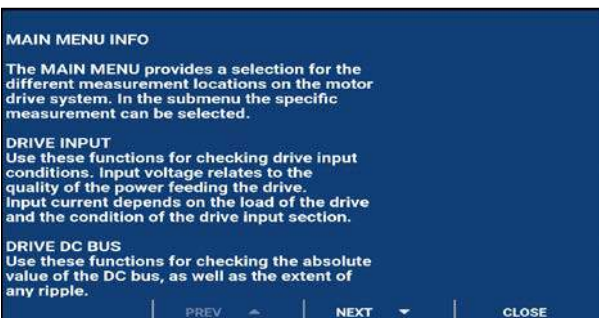 MAIN MENU INFO
The MAIN MENU provides a selection for the
different measurement locations on the motor
drive system. In the submenu the specific
measurement can be selected.
DRIVE INPUT
Use these functions for checking drive input
conditions. Input voltage relates to the
quality of the power feeding the drive.
Input current depends on the load of the drive
and the condition of the drive input section.
DRIVE DC BUS
Use these functions for checking the absolute
value of the DC bus, as well as the extent of
any ripple.
PREV NEXT CLOSE